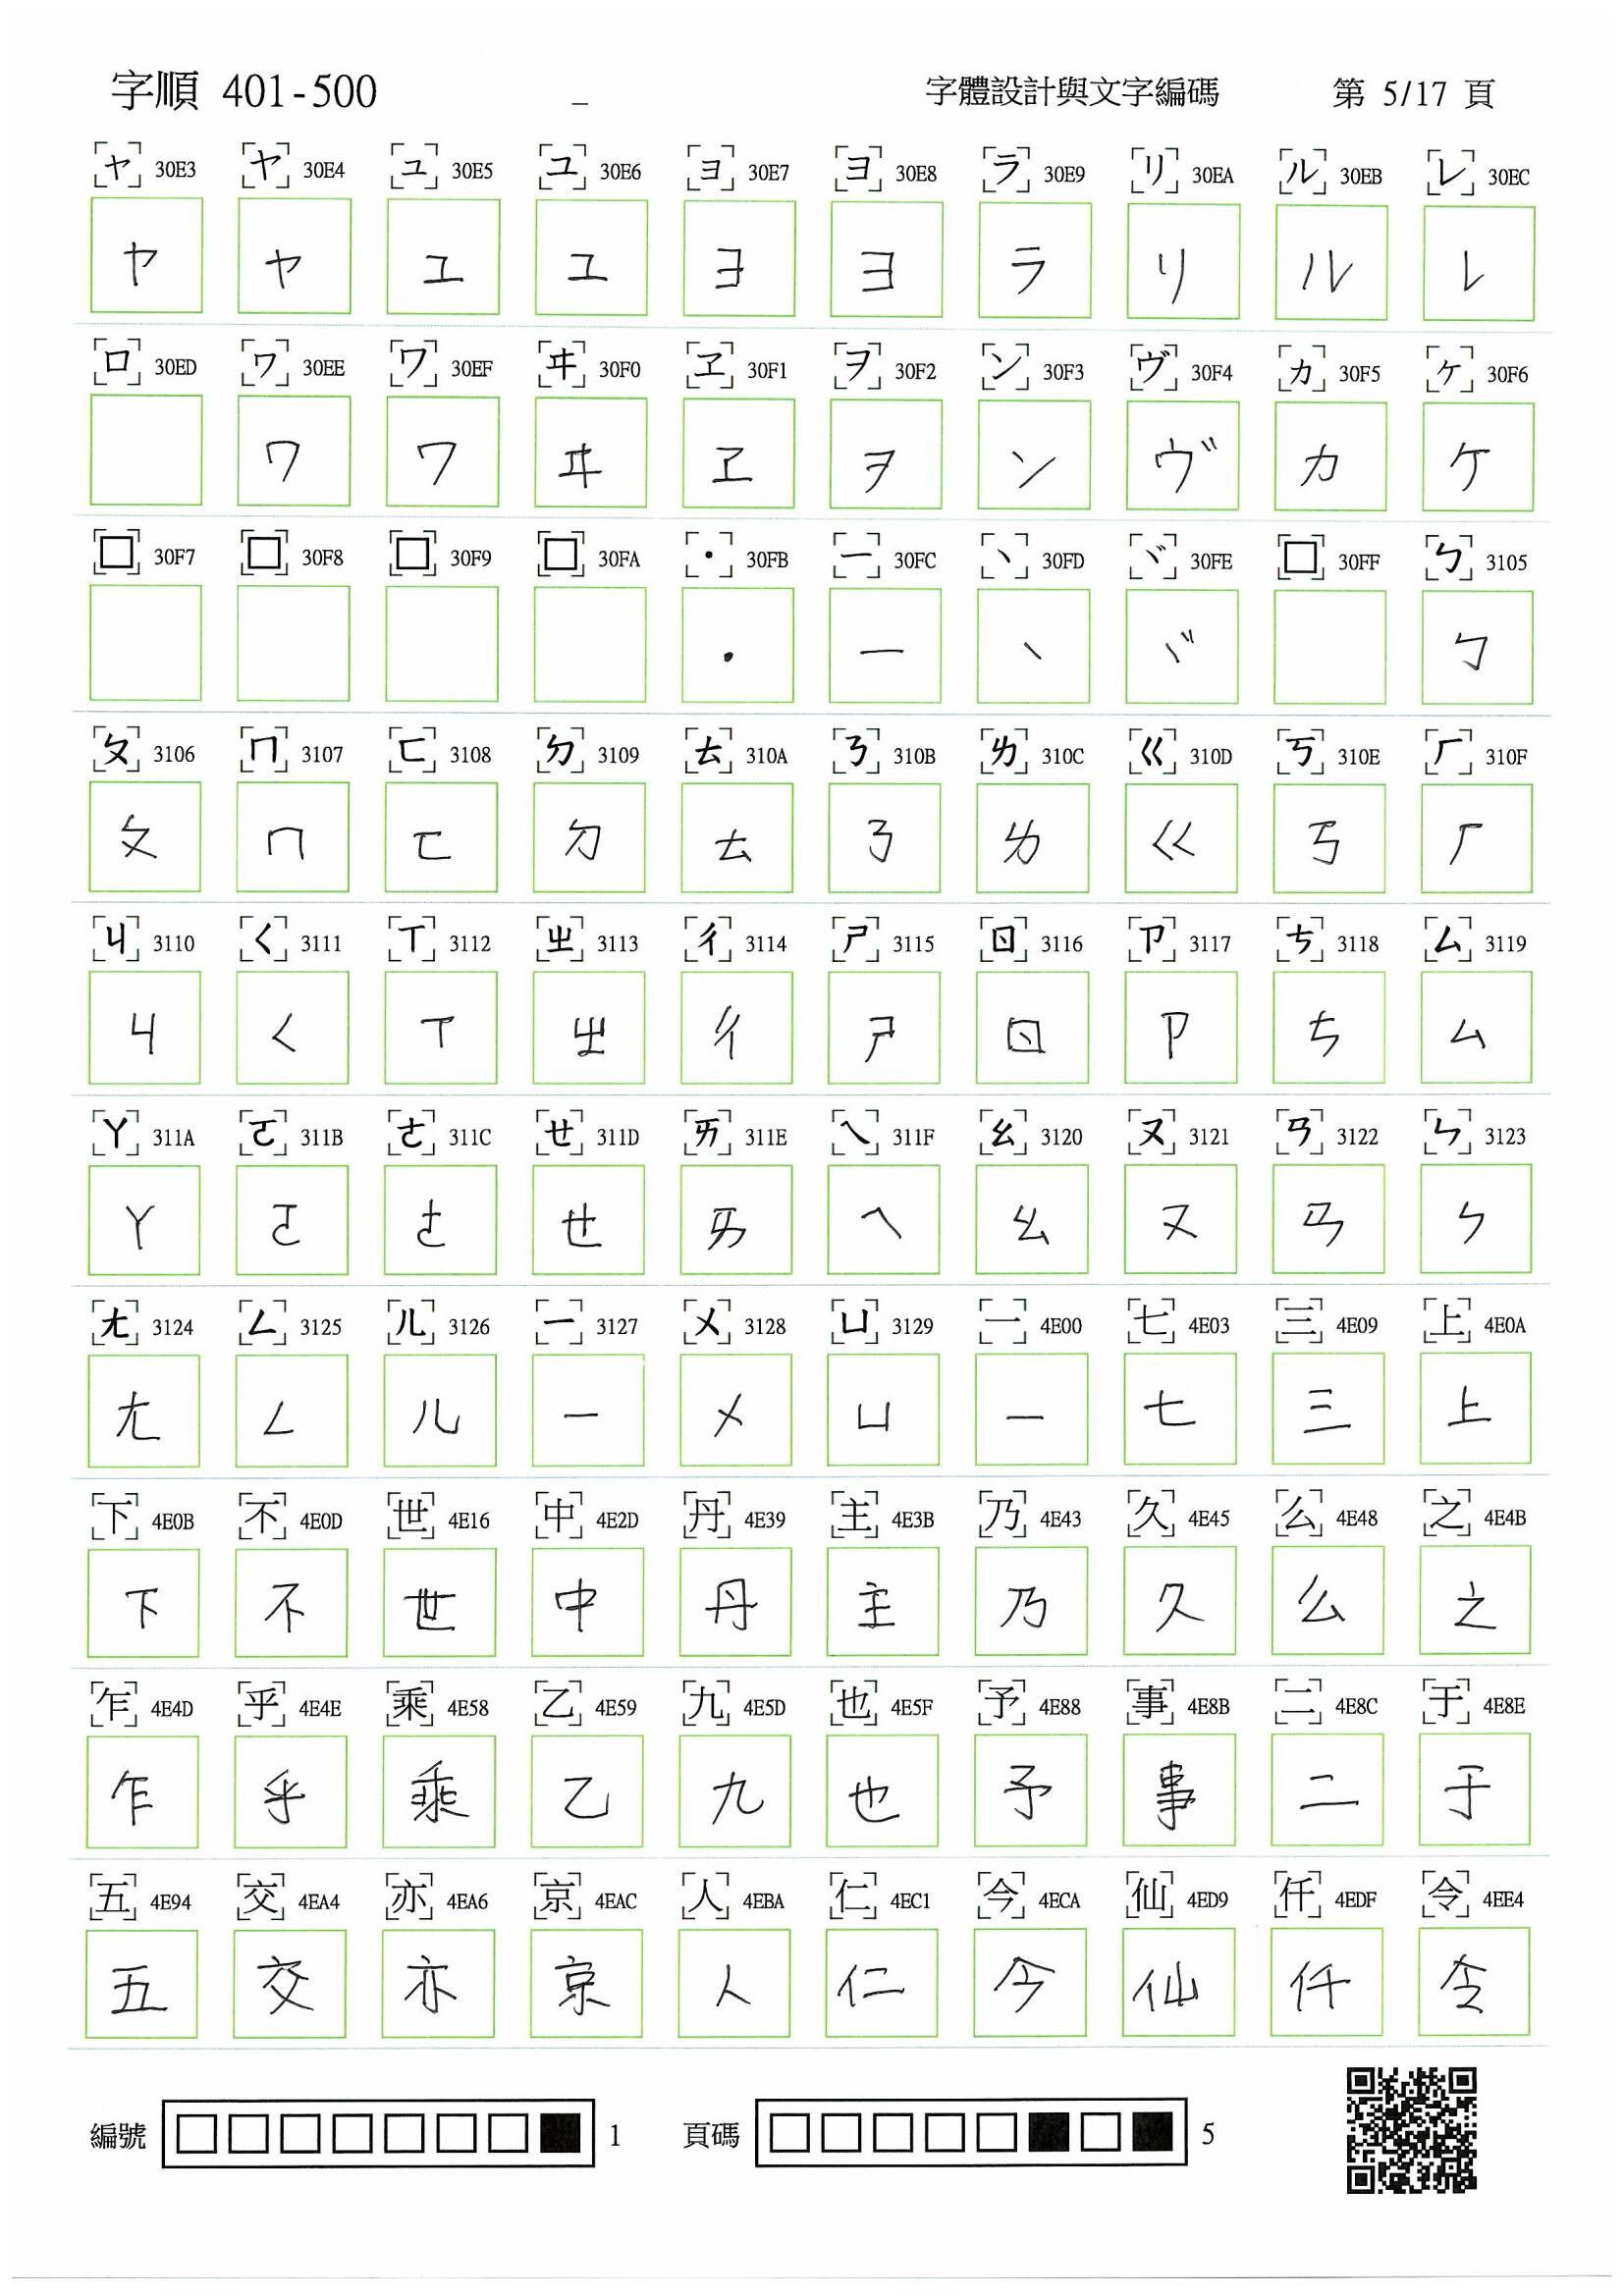 字順 401-500 – 字體設計與文字編碼 第 5/17 頁
ャ 30E3 ヤ 30E4 ュ 30E5 ユ 30E6 ョ 30E7 ヨ 30E8 ラ 30E9 リ 30EA ル 30EB レ 30EC
ヤ ヤ ユ ユ ヨ ヨ ラ リ ル レ
ロ 30ED ヮ 30EE ワ 30EF ヰ 30F0 ヱ 30F1 ヲ 30F2 ン 30F3 ヴ 30F4 ヵ 30F5 ヶ 30F6
ワ ワ ヰ ヱ ヲ ン ヴ カ ケ
□ 30F7 □ 30F8 □ 30F9 □ 30FA ・ 30FB ー 30FC ヽ 30FD ヾ 30FE □ 30FF ㄅ 3105
・ ー ヽ ヾ ㄅ
ㄆ 3106 ㄇ 3107 ㄈ 3108 ㄉ 3109 ㄊ 310A ㄋ 310B ㄌ 310C ㄍ 310D ㄎ 310E ㄏ 310F
ㄆ ㄇ ㄈ ㄉ ㄊ ㄋ ㄌ ㄍ ㄎ ㄏ
ㄐ 3110 ㄑ 3111 ㄒ 3112 ㄓ 3113 ㄔ 3114 ㄕ 3115 ㄖ 3116 ㄗ 3117 ㄘ 3118 ㄙ 3119
ㄐ ㄑ ㄒ ㄓ ㄔ ㄕ ㄖ ㄗ ㄘ ㄙ
ㄚ 311A ㄛ 311B ㄜ 311C ㄝ 311D ㄞ 311E ㄟ 311F ㄠ 3120 ㄡ 3121 ㄢ 3122 ㄣ 3123
ㄚ ㄛ ㄜ ㄝ ㄞ ㄟ ㄠ ㄡ ㄢ ㄣ
ㄤ 3124 ㄥ 3125 ㄦ 3126 ㄧ 3127 ㄨ 3128 ㄩ 3129 一 4E00 七 4E03 三 4E09 上 4E0A
ㄤ ㄥ ㄦ ㄧ ㄨ ㄩ 一 七 三 上
下 4E0B 不 4E0D 世 4E16 中 4E2D 丹 4E39 主 4E3B 乃 4E43 久 4E45 么 4E48 之 4E4B
下 不 世 中 丹 主 乃 久 么 之
乍 4E4D 乎 4E4E 乘 4E58 乙 4E59 九 4E5D 也 4E5F 予 4E88 事 4E8B 二 4E8C 于 4E8E
乍 乎 乘 乙 九 也 予 事 二 于
五 4E94 交 4EA4 亦 4EA6 京 4EAC 人 4EBA 仁 4EC1 今 4ECA 仙 4ED9 仟 4EDF 令 4EE4
五 交 亦 京 人 仁 今 仙 仟 令
編號 □□□□□□□■ 1 頁碼 □□□□□■□■ 5